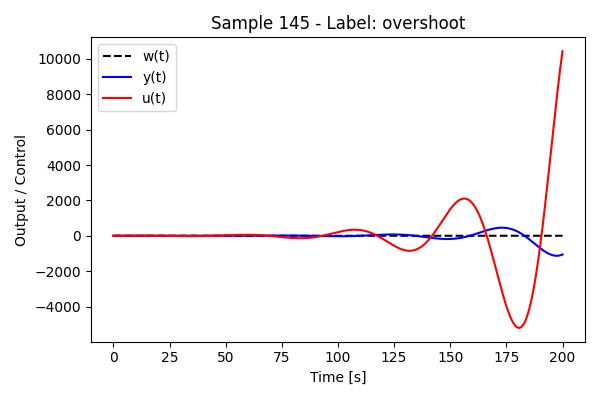 Sample 145 - Label: overshoot
w(t)
y(t)
u(t)
10000
8000
6000
4000
2000
0
−2000
−4000
Output / Control
0 25 50 75 100 125 150 175 200
Time [s]